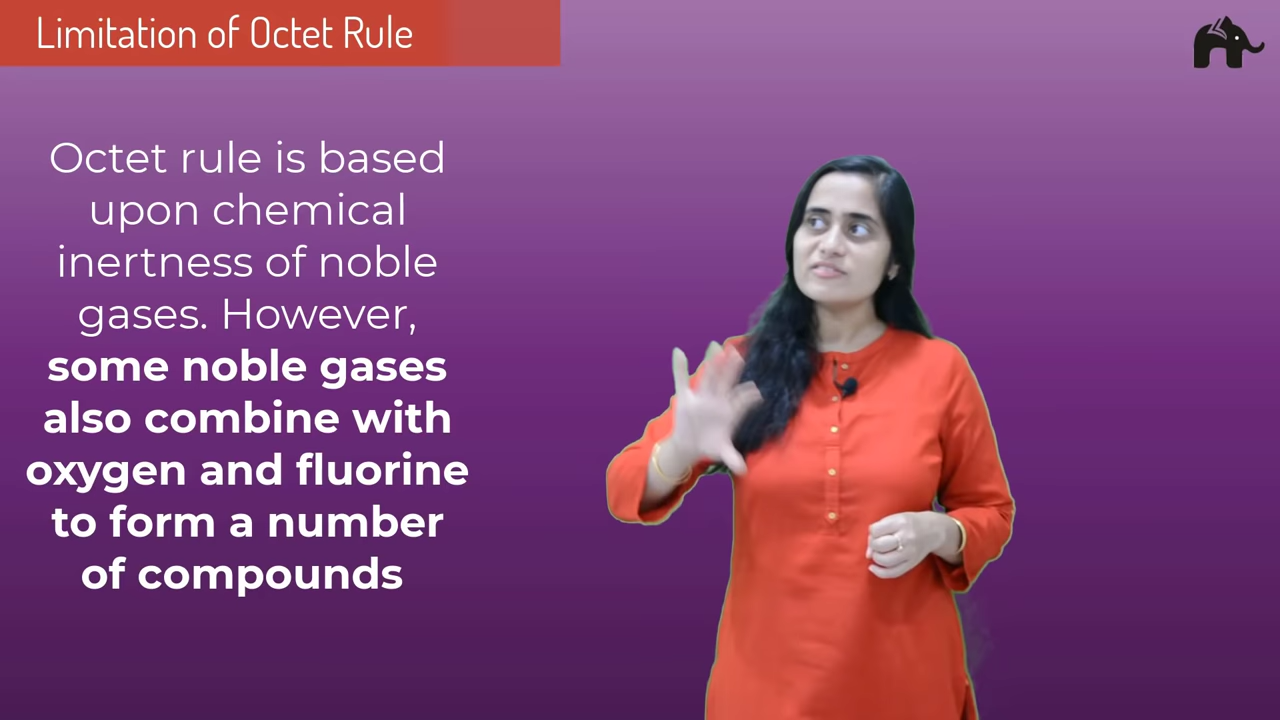 Limitation of Octet Rule
Octet rule is based
upon chemical
inertness of noble
gases. However,
some noble gases
also combine with
oxygen and fluorine
to form a number
of compounds